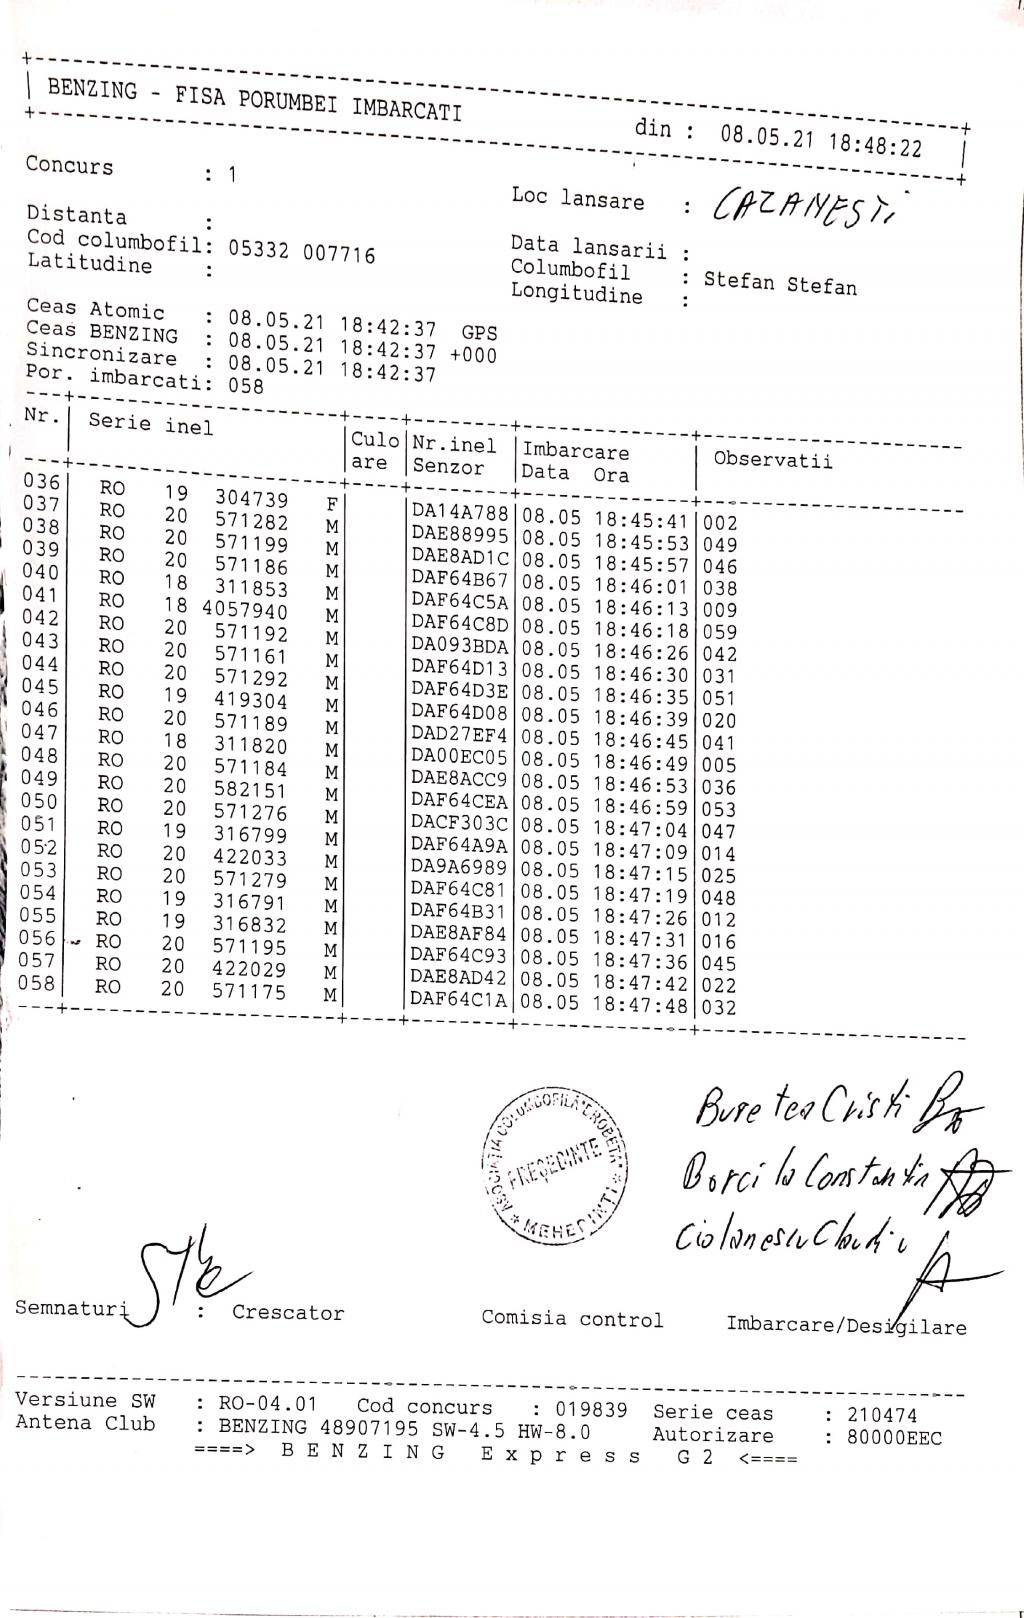 BENZING - FISA PORUMBEI IMBARCATI din : 08.05.21 18:48:22
Concurs : 1 Loc lansare : CAZANESTI
Distanta : Data lansarii :
Cod columbofil: 05332 007716 Columbofil : Stefan Stefan
Latitudine : Longitudine :
Ceas Atomic : 08.05.21 18:42:37 GPS
Ceas BENZING : 08.05.21 18:42:37 +000
Sincronizare : 08.05.21 18:42:37
Por. imbarcati: 058
Nr. Serie inel Culo Nr.inel Imbarcare Observatii
are Senzor Data Ora
036 RO 19 304739 F DA14A788 08.05 18:45:41 002
037 RO 20 571282 M DAE88995 08.05 18:45:53 049
038 RO 20 571199 M DAE8AD1C 08.05 18:45:57 046
039 RO 20 571186 M DAF64B67 08.05 18:46:01 038
040 RO 18 311853 M DAF64C5A 08.05 18:46:13 009
041 RO 18 4057940 M DAF64C8D 08.05 18:46:18 059
042 RO 20 571192 M DA093BDA 08.05 18:46:26 042
043 RO 20 571161 M DAF64D13 08.05 18:46:30 031
044 RO 20 571292 M DAF64D3E 08.05 18:46:35 051
045 RO 19 419304 M DAF64D08 08.05 18:46:39 020
046 RO 20 571189 M DAD27EF4 08.05 18:46:45 041
047 RO 18 311820 M DA00EC05 08.05 18:46:49 005
048 RO 20 571184 M DAE8ACC9 08.05 18:46:53 036
049 RO 20 582151 M DAF64CEA 08.05 18:46:59 053
050 RO 20 571276 M DACF303C 08.05 18:47:04 047
051 RO 19 316799 M DAF64A9A 08.05 18:47:09 014
052 RO 20 422033 M DA9A6989 08.05 18:47:15 025
053 RO 20 571279 M DAF64C81 08.05 18:47:19 048
054 RO 19 316791 M DAF64B31 08.05 18:47:26 012
055 RO 19 316832 M DAE8AF84 08.05 18:47:31 016
056 RO 20 571195 M DAF64C93 08.05 18:47:36 045
057 RO 20 422029 M DAE8AD42 08.05 18:47:42 022
058 RO 20 571175 M DAF64C1A 08.05 18:47:48 032
ASOCIATIA COLUMBOFILA "DROBETA"
PREȘEDINTE
* MEHEDINTI *
Buretea Cristi
Borcila Constantin
Ciolanescu Claudiu
Semnaturi : Crescator Comisia control Imbarcare/Desigilare
Versiune SW : RO-04.01 Cod concurs : 019839 Serie ceas : 210474
Antena Club : BENZING 48907195 SW-4.5 HW-8.0 Autorizare : 80000EEC
====> B E N Z I N G E x p r e s s G 2 <====